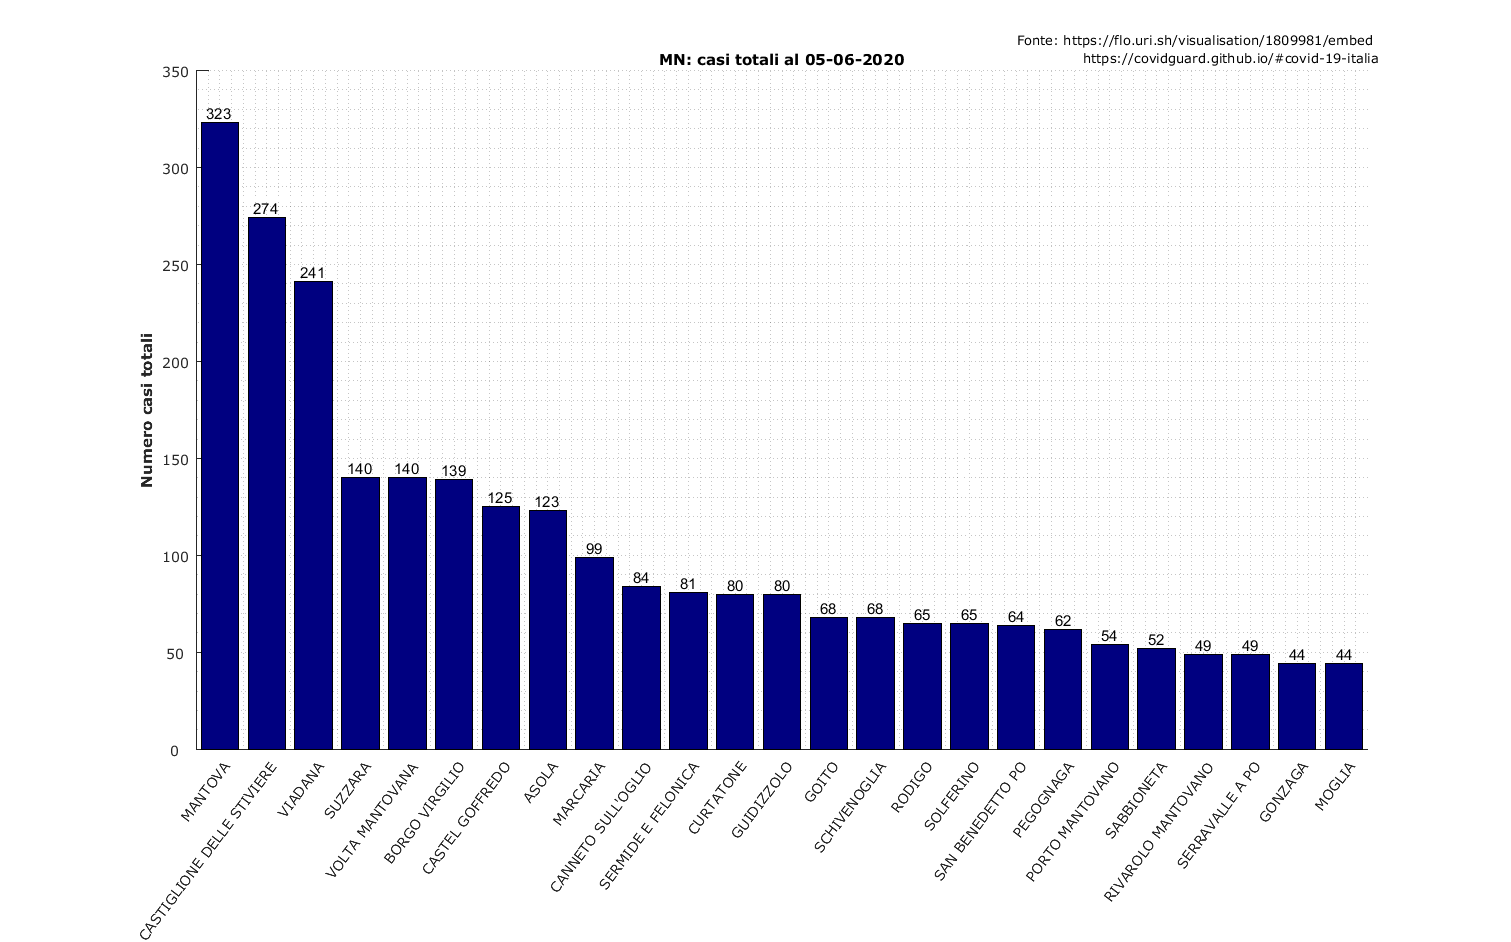 Fonte: https://flo.uri.sh/visualisation/1809981/embed
https://covidguard.github.io/#covid-19-italia
MN: casi totali al 05-06-2020
Numero casi totali
350
300
250
200
150
100
50
0
323
274
241
140
140
139
125
123
99
84
81
80
80
68
68
65
65
64
62
54
52
49
49
44
44
MANTOVA
CASTIGLIONE DELLE STIVIERE
VIADANA
SUZZARA
VOLTA MANTOVANA
BORGO VIRGILIO
CASTEL GOFFREDO
ASOLA
MARCARIA
CANNETO SULL'OGLIO
SERMIDE E FELONICA
CURTATONE
GUIDIZZOLO
GOITO
SCHIVENOGLIA
RODIGO
SOLFERINO
SAN BENEDETTO PO
PEGOGNAGA
PORTO MANTOVANO
SABBIONETA
RIVAROLO MANTOVANO
SERRAVALLE A PO
GONZAGA
MOGLIA